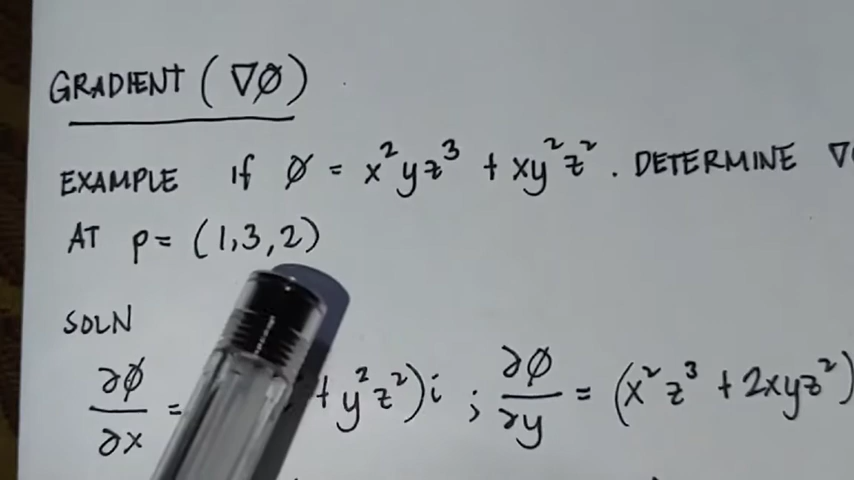 GRADIENT (∇Ø)
EXAMPLE If Ø = x²yz³ + xy²z². DETERMINE ∇
AT P = (1,3,2)
SOLN
∂Ø/∂x = + y²z²)i ; ∂Ø/∂y = (x²z³ + 2xyz²)